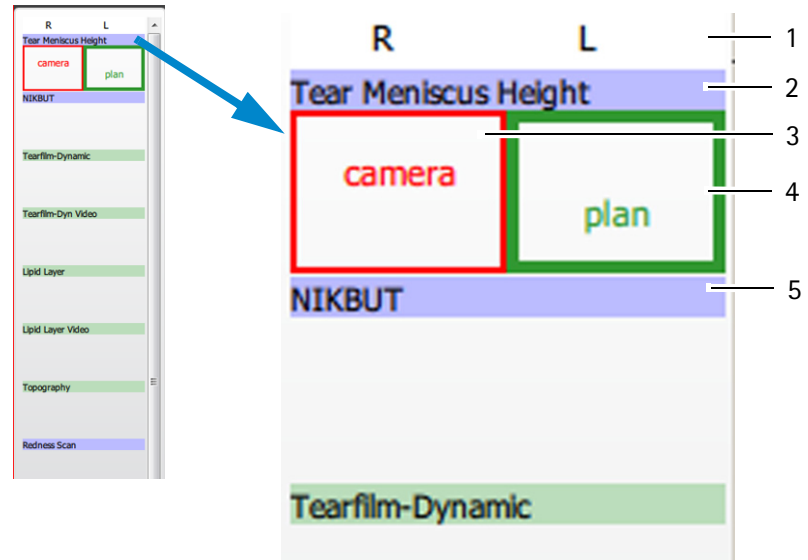 R L
Tear Meniscus Height
camera
plan
NIKBUT
Tearfilm-Dynamic
Tearfilm-Dyn Video
Lipid Layer
Lipid Layer Video
Topography
Redness Scan
R L
1
Tear Meniscus Height
2
3
camera
4
plan
NIKBUT
5
Tearfilm-Dynamic